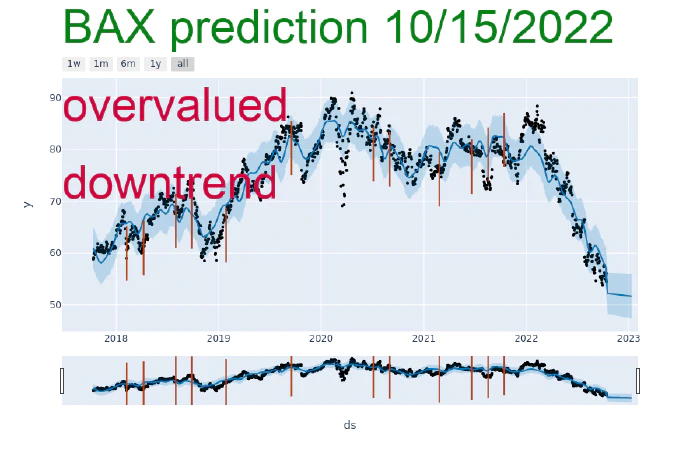 BAX prediction 10/15/2022
1w 1m 6m 1y all
overvalued
downtrend
90
80
70
60
50
y
2018 2019 2020 2021 2022 2023
ds